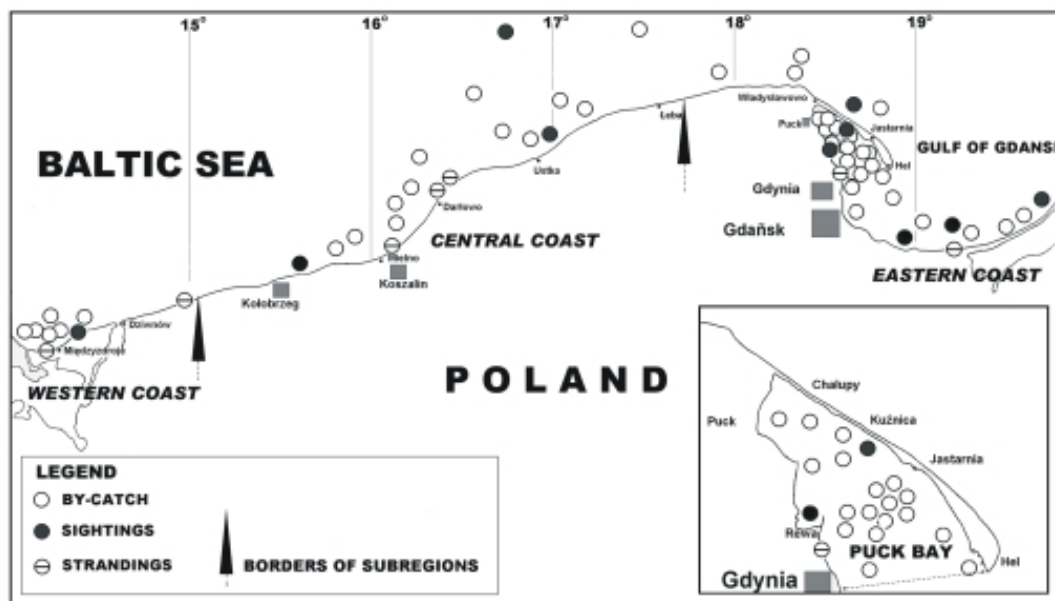 15° 16° 17° 18° 19°
Władysławowo
Łeba
Puck
Jastarnia
BALTIC SEA
GULF OF GDANSK
Ustka
Hel
Gdynia
Darłowo
Gdańsk
CENTRAL COAST
Mielno
EASTERN COAST
Koszalin
Kołobrzeg
Dziwnów
Międzyzdroje
POLAND
WESTERN COAST
Chalupy
Puck
Kuźnica
Jastarnia
LEGEND
BY-CATCH
SIGHTINGS
STRANDINGS
BORDERS OF SUBREGIONS
Rewa
PUCK BAY
Hel
Gdynia